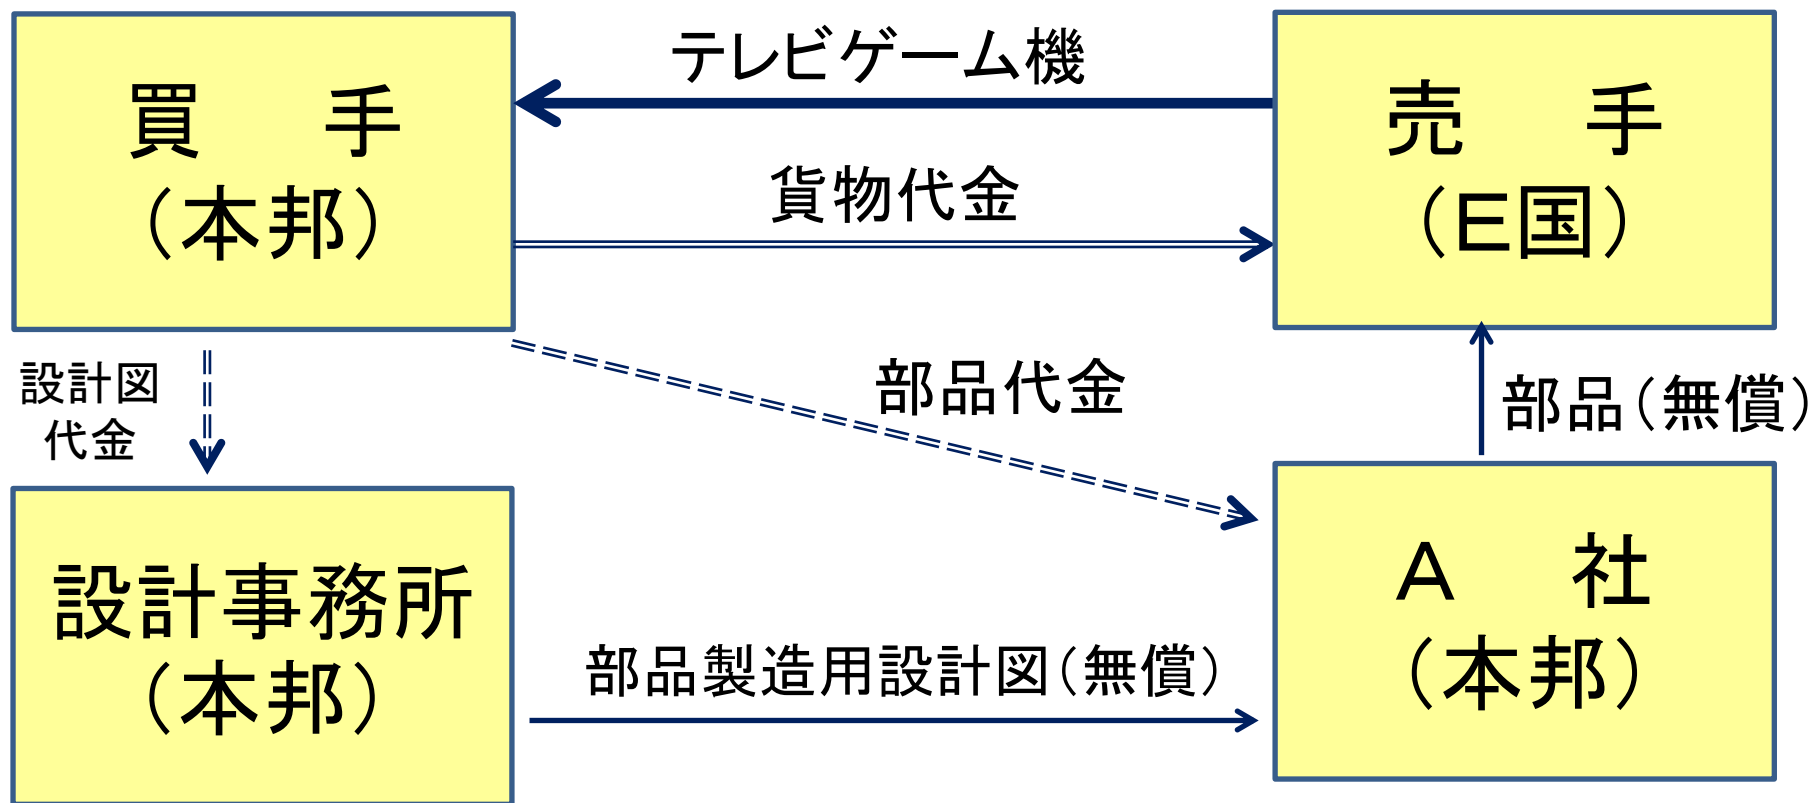 テレビゲーム機
買　手
（本邦）
売　手
（E国）
貨物代金
設計図
代金
部品代金
部品（無償）
設計事務所
（本邦）
部品製造用設計図（無償）
A　社
（本邦）